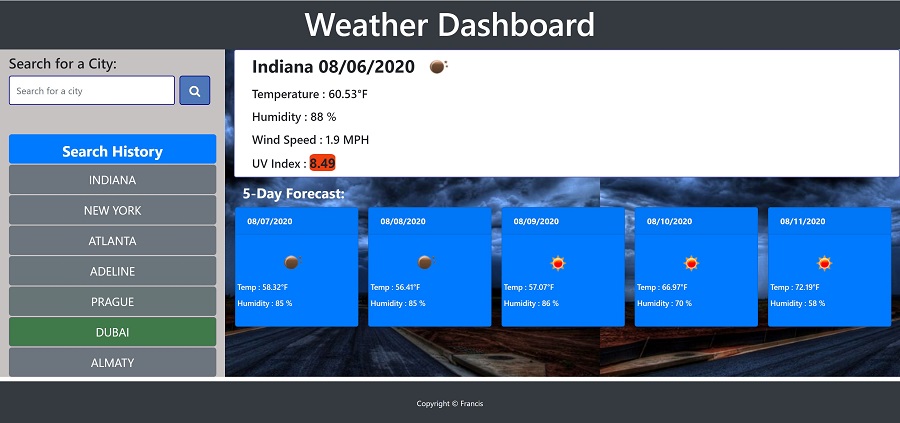 Weather Dashboard
Search for a City:
Search for a city
Search History
INDIANA
NEW YORK
ATLANTA
ADELINE
PRAGUE
DUBAI
ALMATY
Indiana 08/06/2020
Temperature : 60.53°F
Humidity : 88 %
Wind Speed : 1.9 MPH
UV Index : 8.49
5-Day Forecast:
08/07/2020
Temp : 58.32°F
Humidity : 85 %
08/08/2020
Temp : 56.41°F
Humidity : 85 %
08/09/2020
Temp : 57.07°F
Humidity : 86 %
08/10/2020
Temp : 66.97°F
Humidity : 70 %
08/11/2020
Temp : 72.19°F
Humidity : 58 %
Copyright © Francis